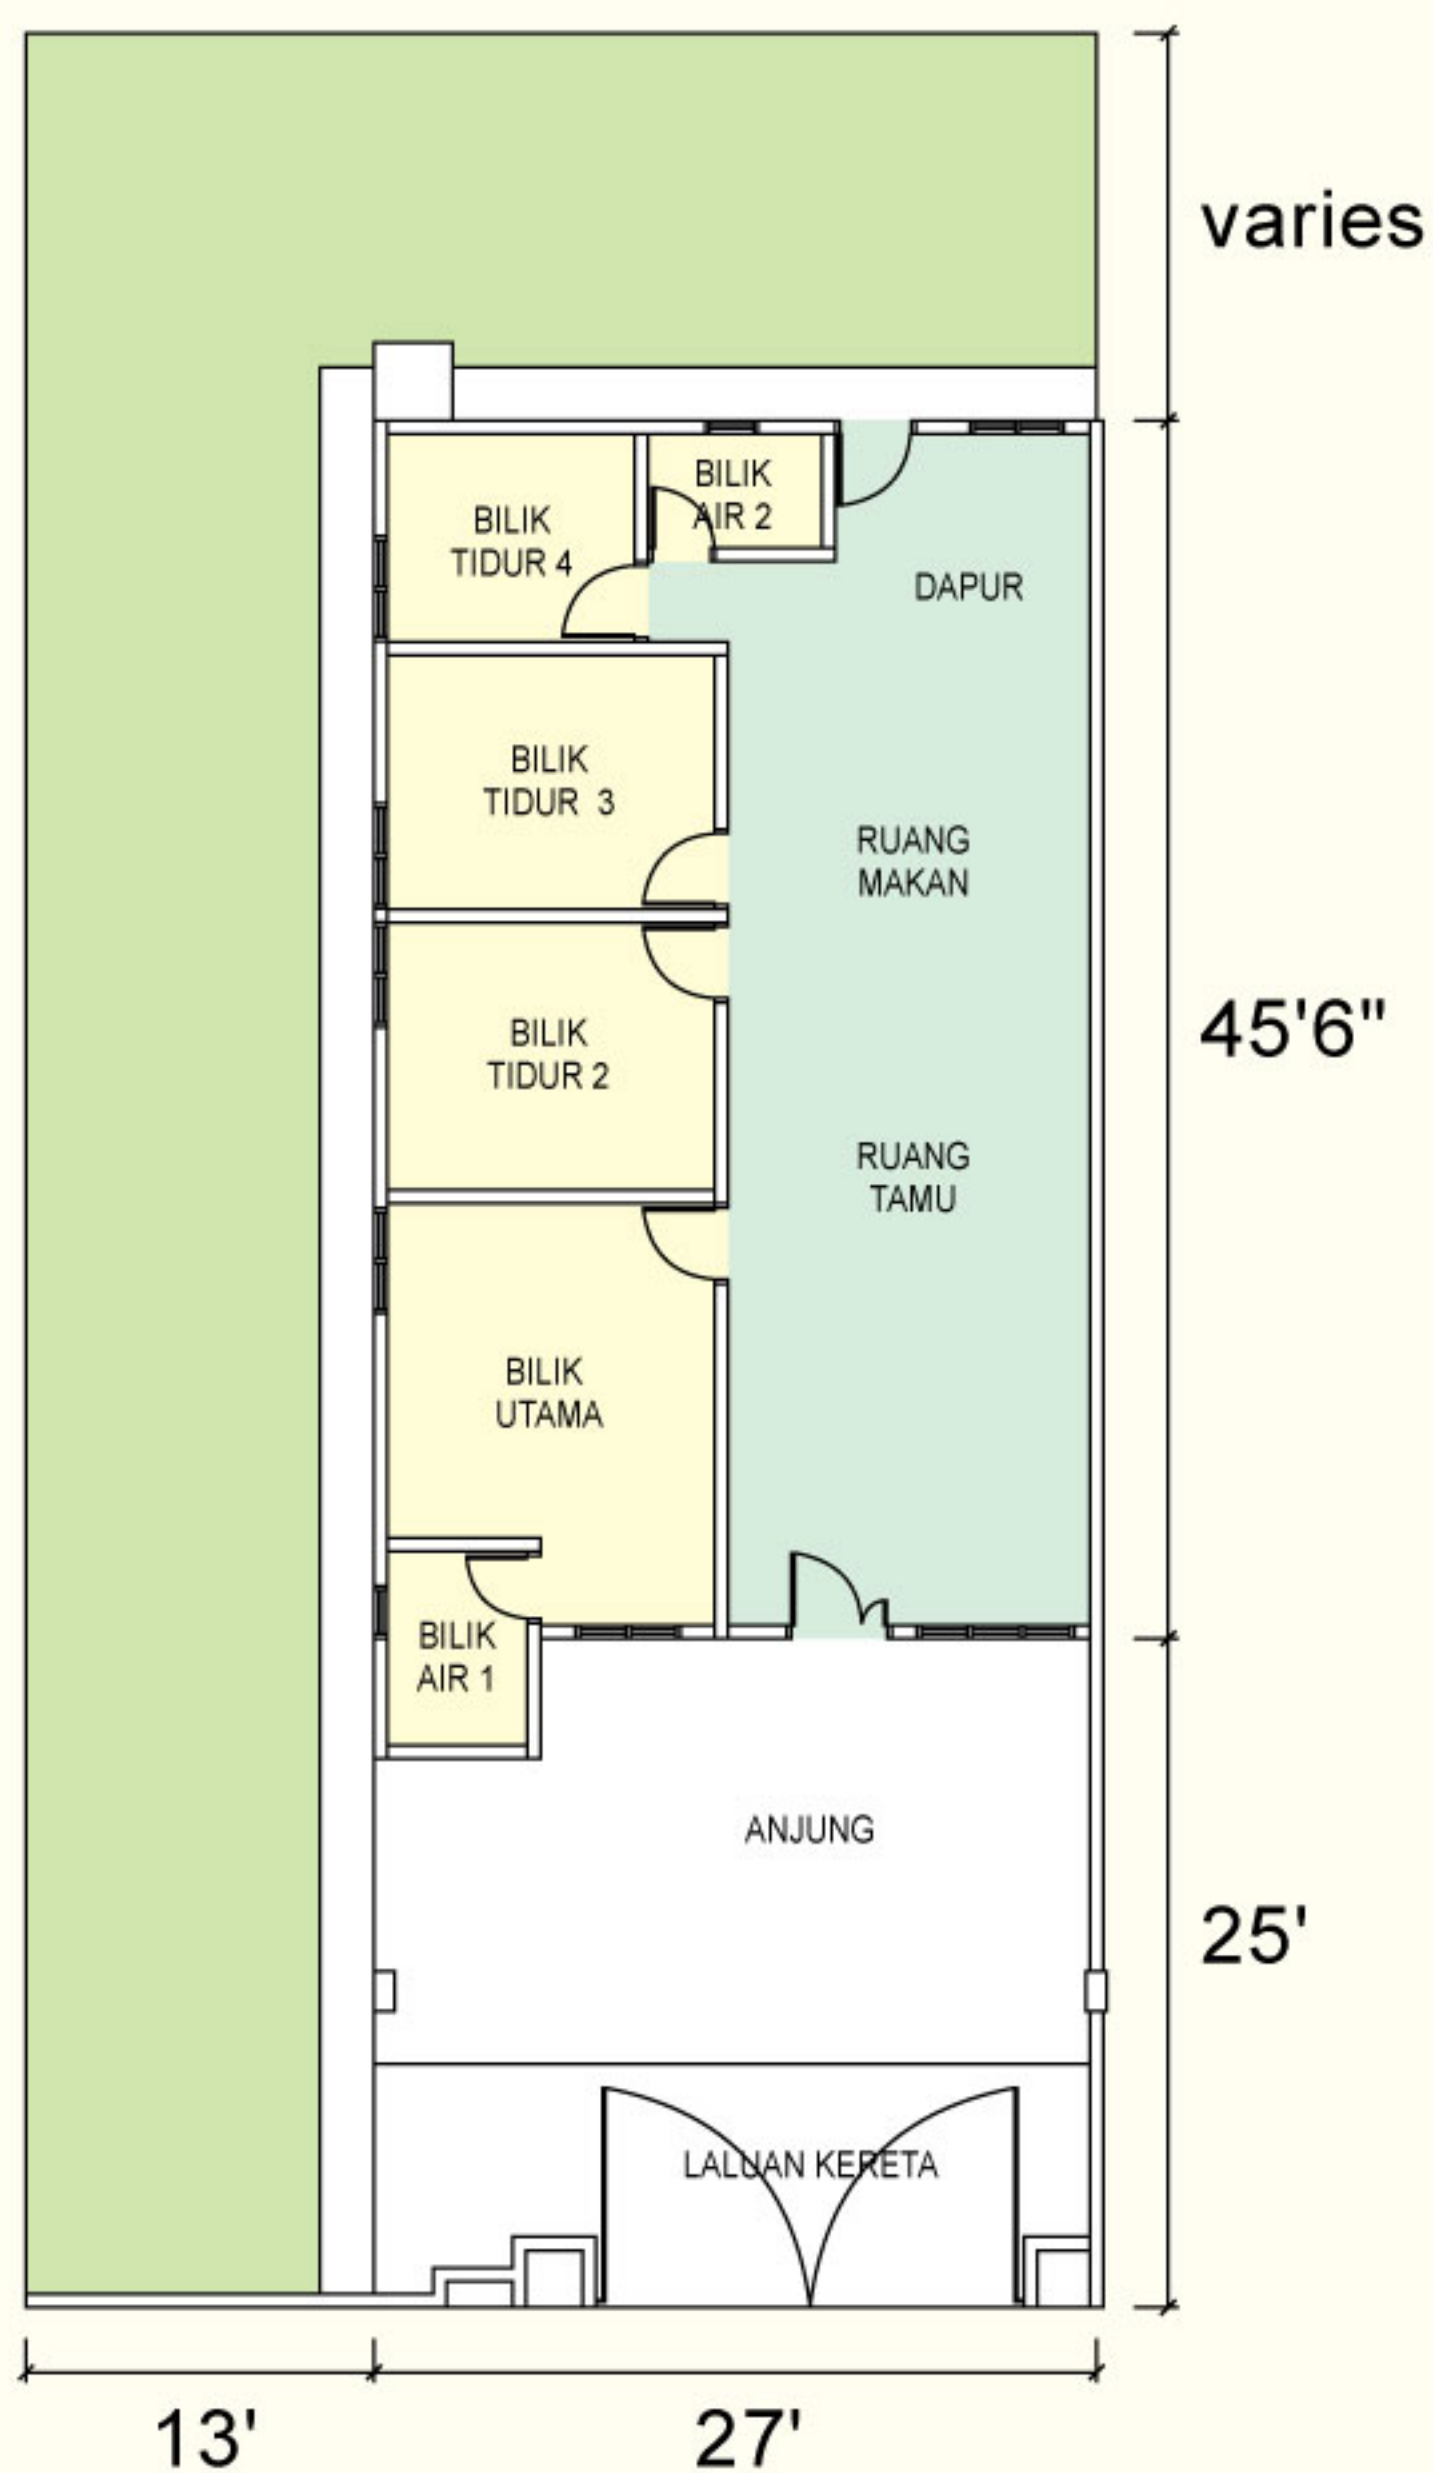 varies
BILIK
AIR 2
BILIK
TIDUR 4
DAPUR
BILIK
TIDUR 3
RUANG
MAKAN
45'6"
BILIK
TIDUR 2
RUANG
TAMU
BILIK
UTAMA
BILIK
AIR 1
ANJUNG
25'
LALUAN KERETA
13'
27'